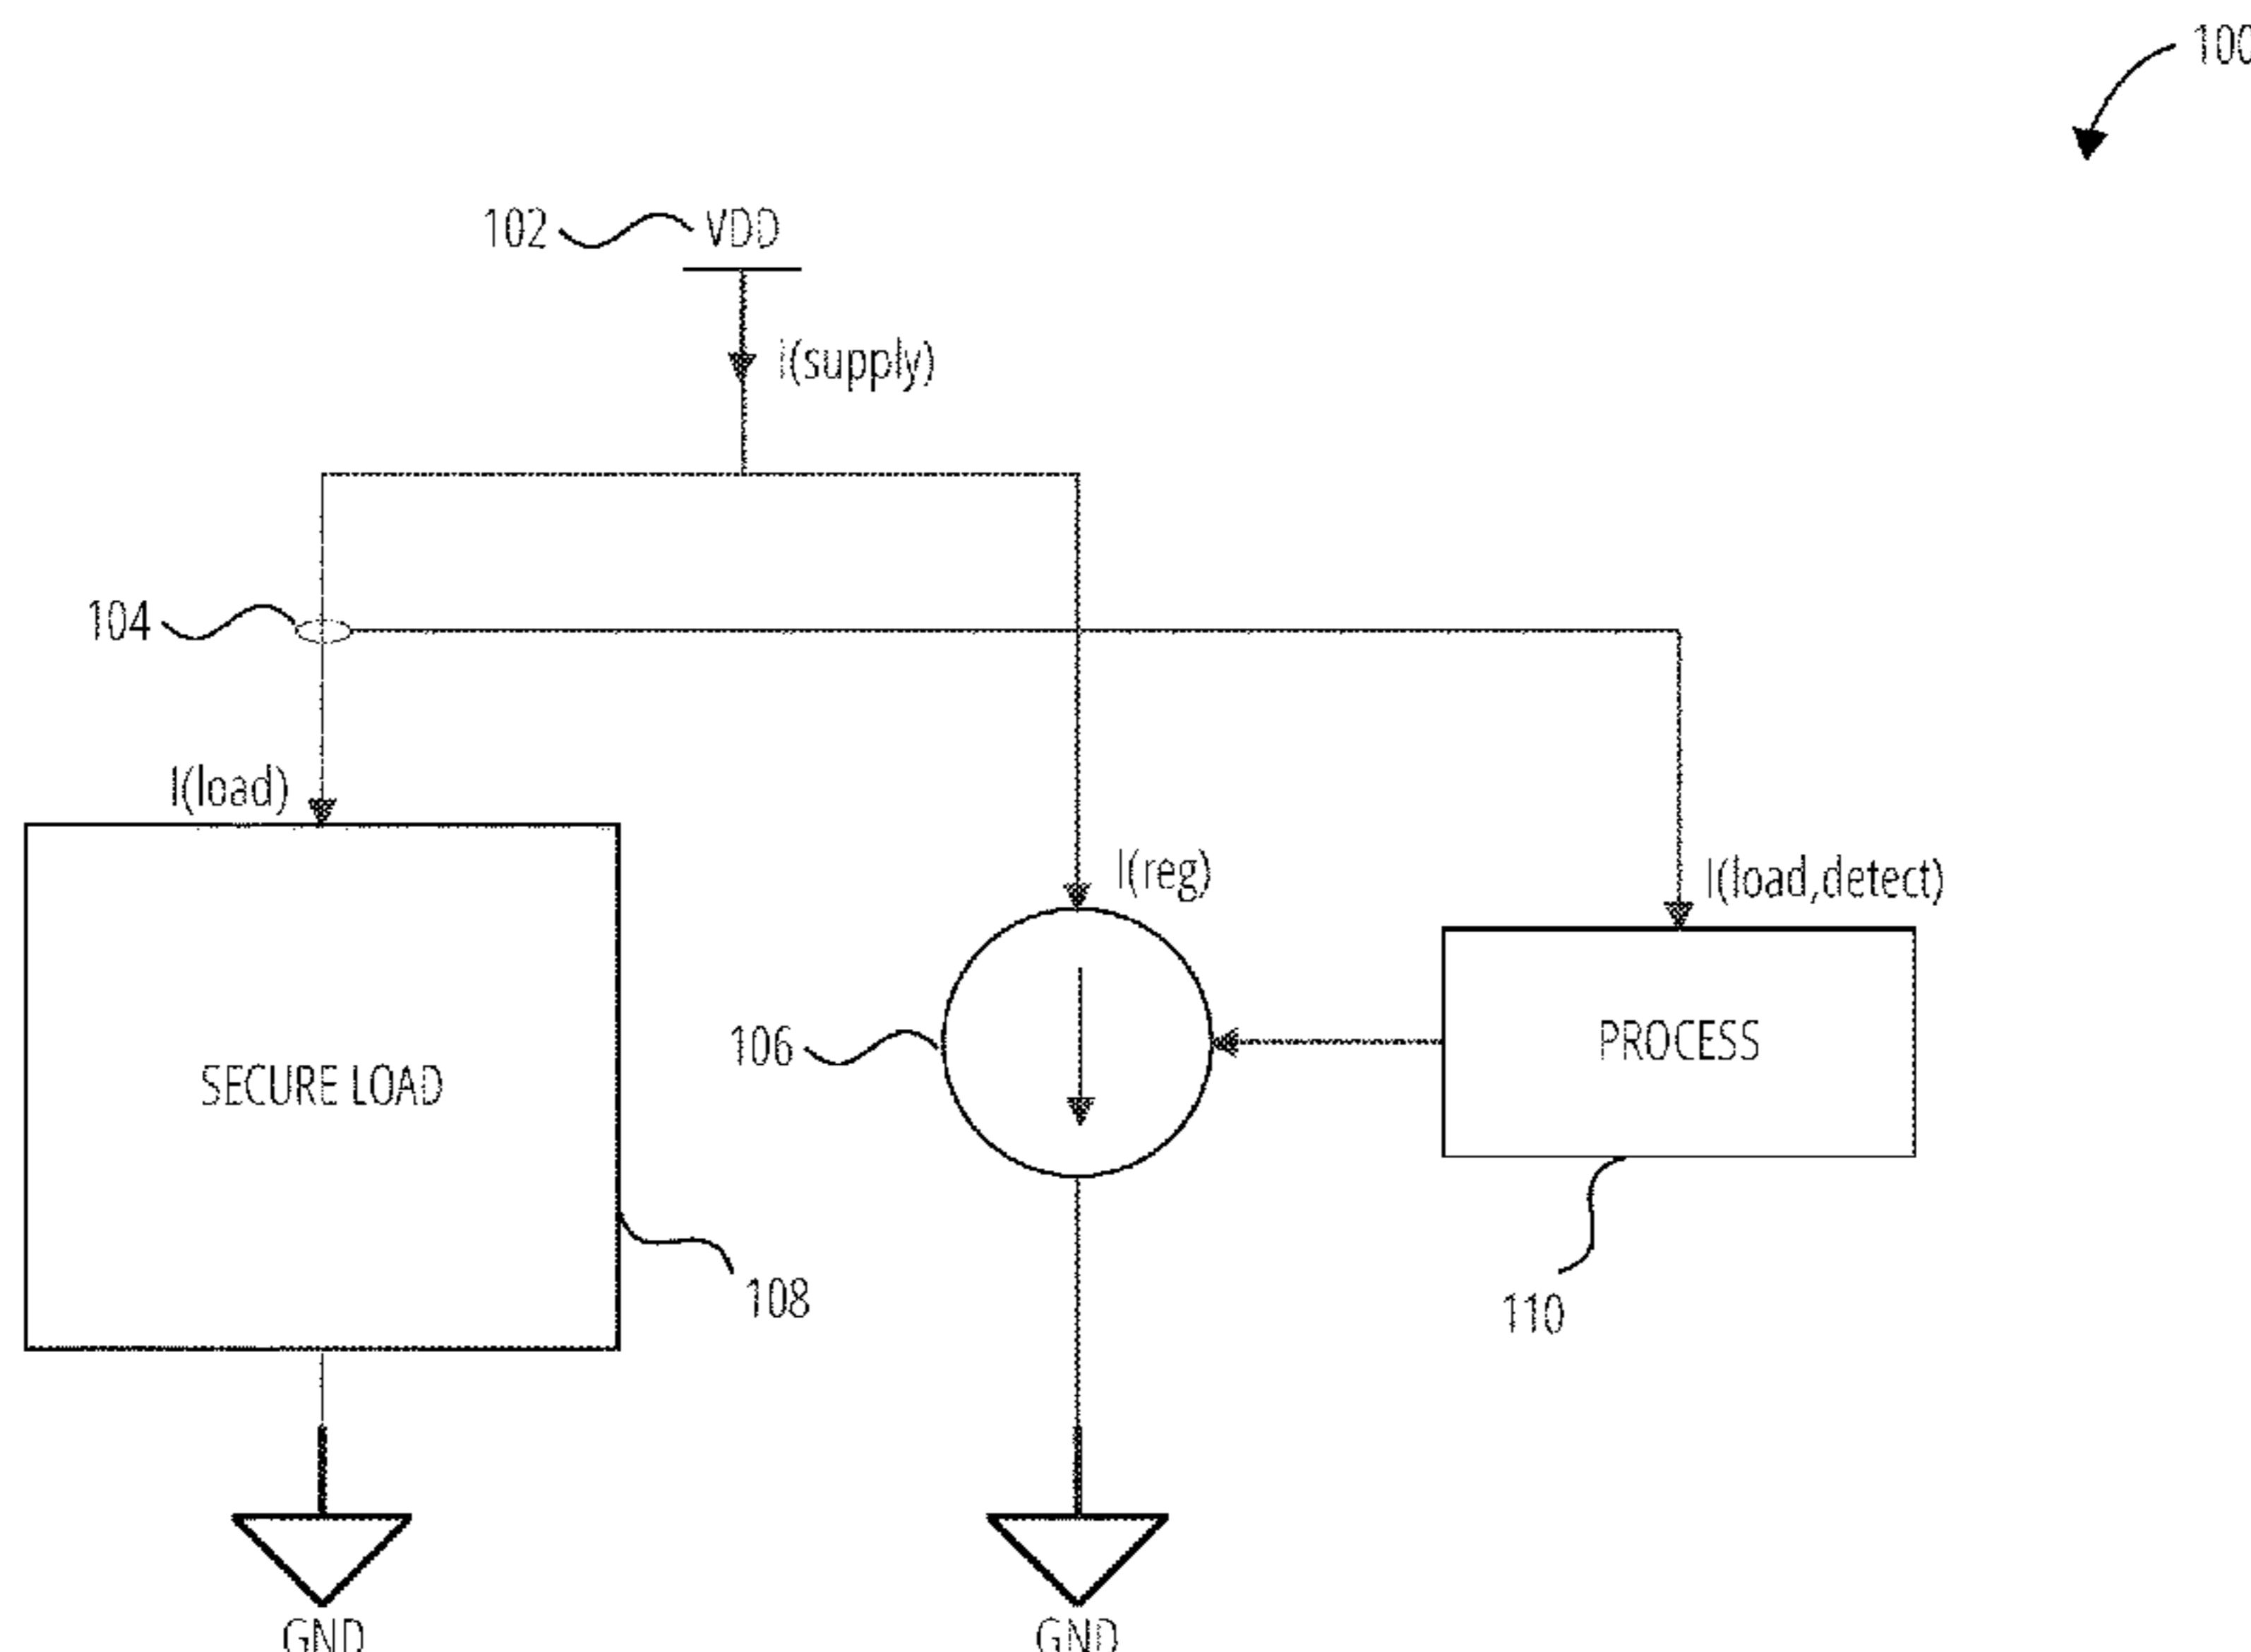 100
102
VDD
i(supply)
104
I(load)
I(reg)
I(load,detect)
106
PROCESS
SECURE LOAD
108
110
GND
GND